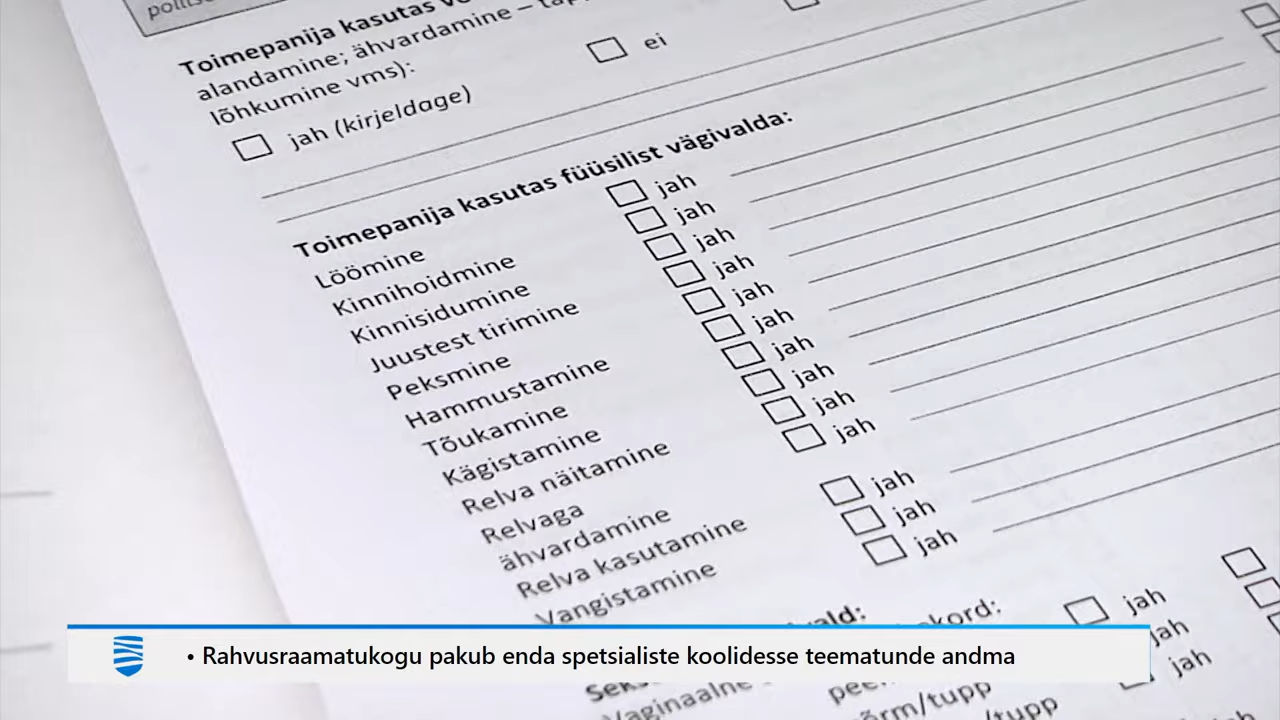 Toimepanija kasutas
alandamine; ähvardamine –
lõhkumine vms):
ei
jah (kirjeldage)
Toimepanija kasutas füüsilist vägivalda:
Löömine jah
Kinnihoidmine jah
Kinnisidumine jah
Juustest tirimine jah
Peksmine jah
Hammustamine jah
Tõukamine jah
Kägistamine jah
Relva näitamine jah
Relvaga jah
ähvardamine
Relva kasutamine jah
Vangistamine jah
jah
jah
Vaginaalne
jah
• Rahvusraamatukogu pakub enda spetsialiste koolidesse teematunde andma